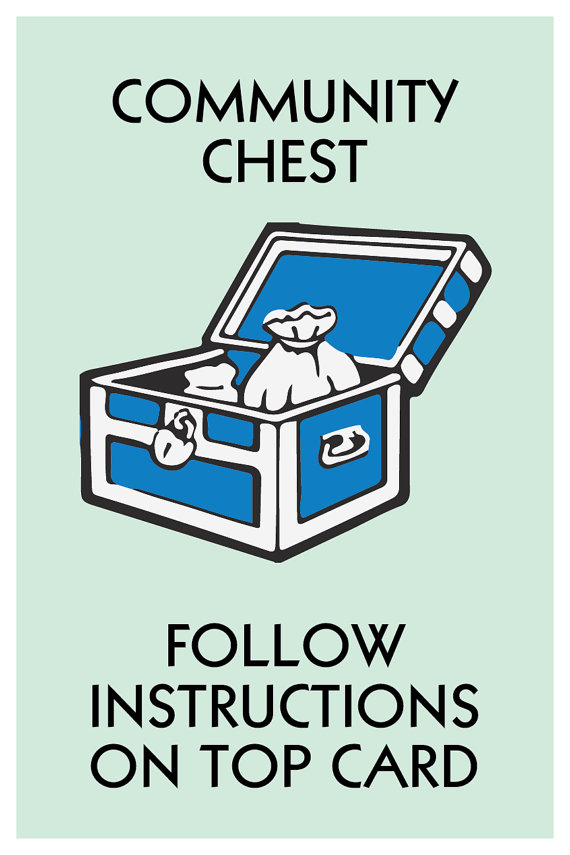 COMMUNITY
CHEST
FOLLOW
INSTRUCTIONS
ON TOP CARD